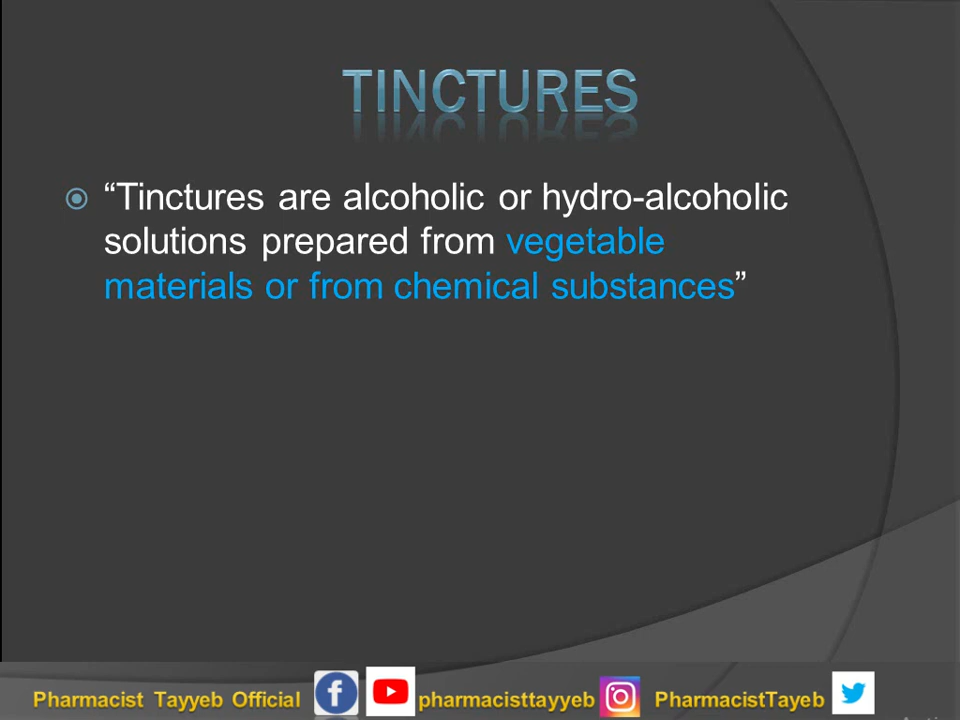 TINCTURES
“Tinctures are alcoholic or hydro-alcoholic
solutions prepared from vegetable
materials or from chemical substances”
Pharmacist Tayyeb Official pharmacisttayyeb PharmacistTayeb